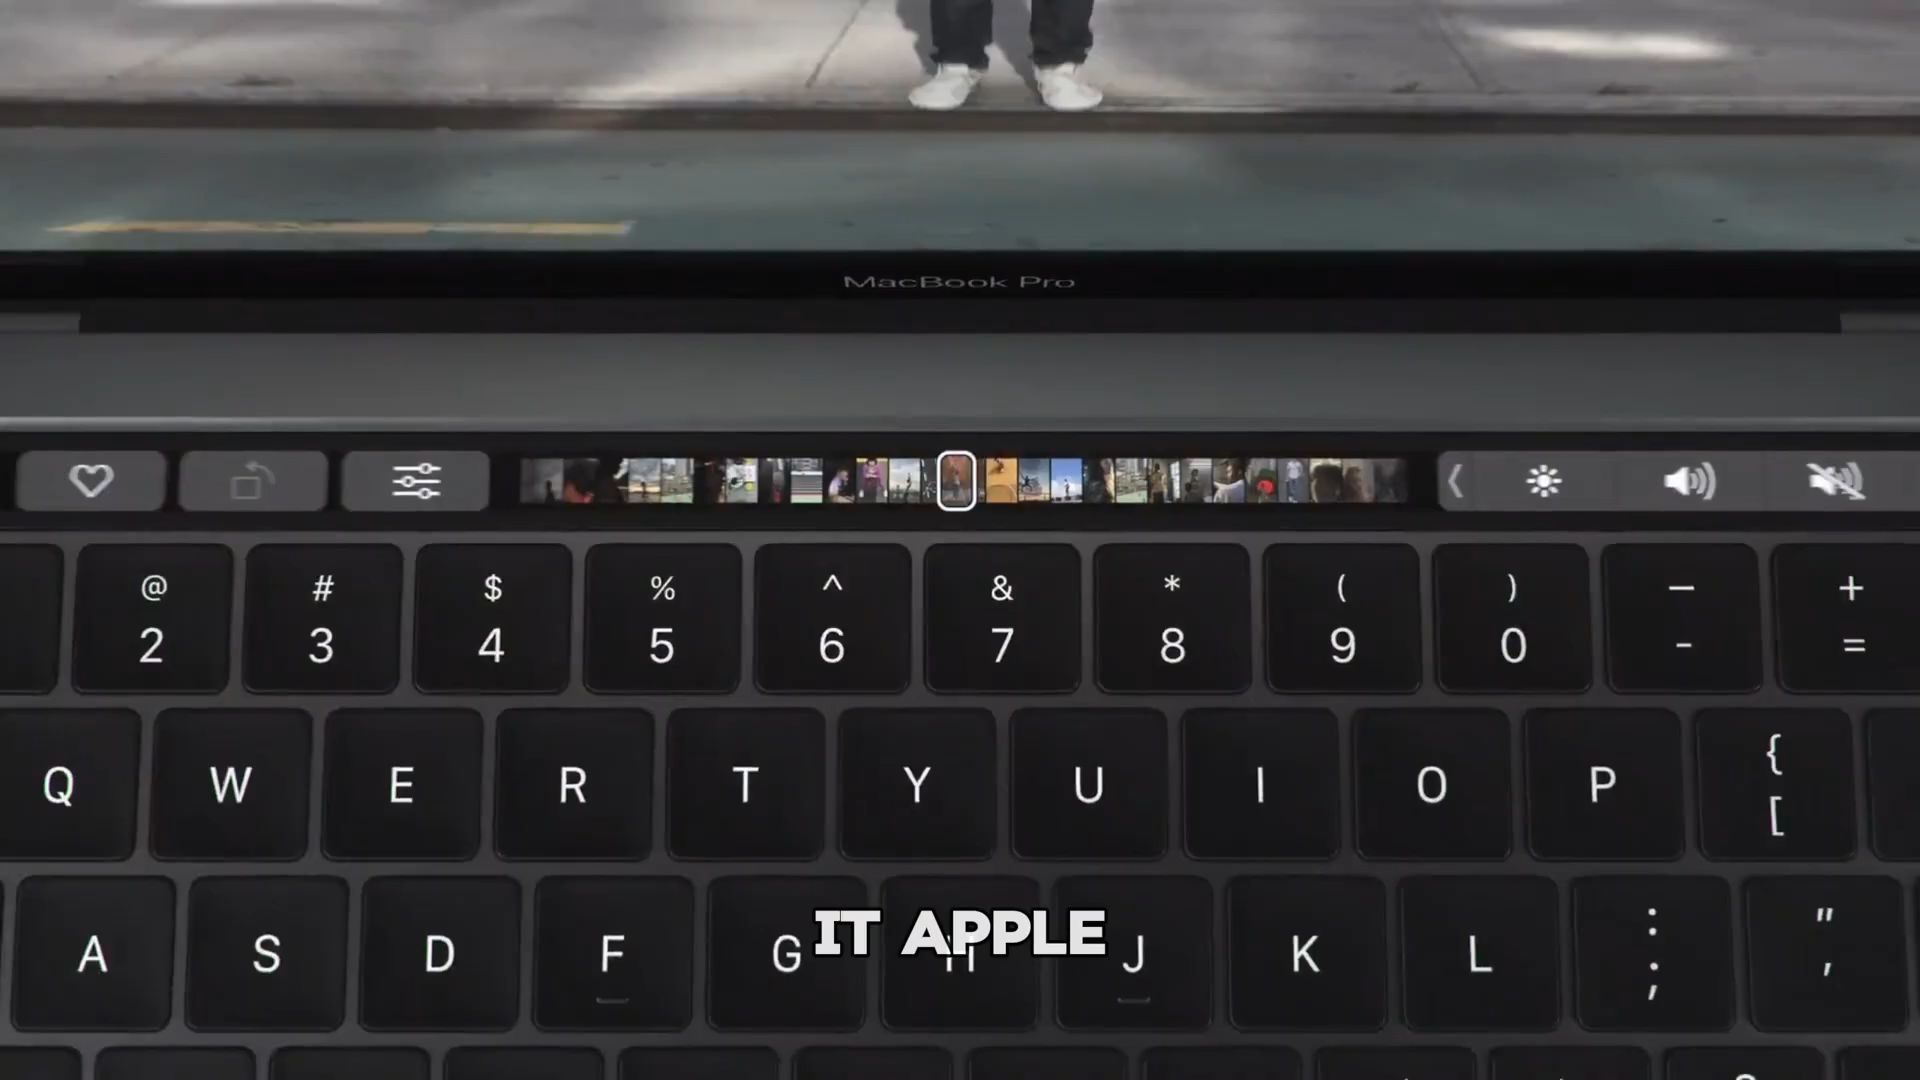 MacBook Pro
@ # $ % ^ & * ( ) — +
2 3 4 5 6 7 8 9 0 - =
Q W E R T Y U I O P {
[
A S D F G J K L : "
; '
IT APPLE